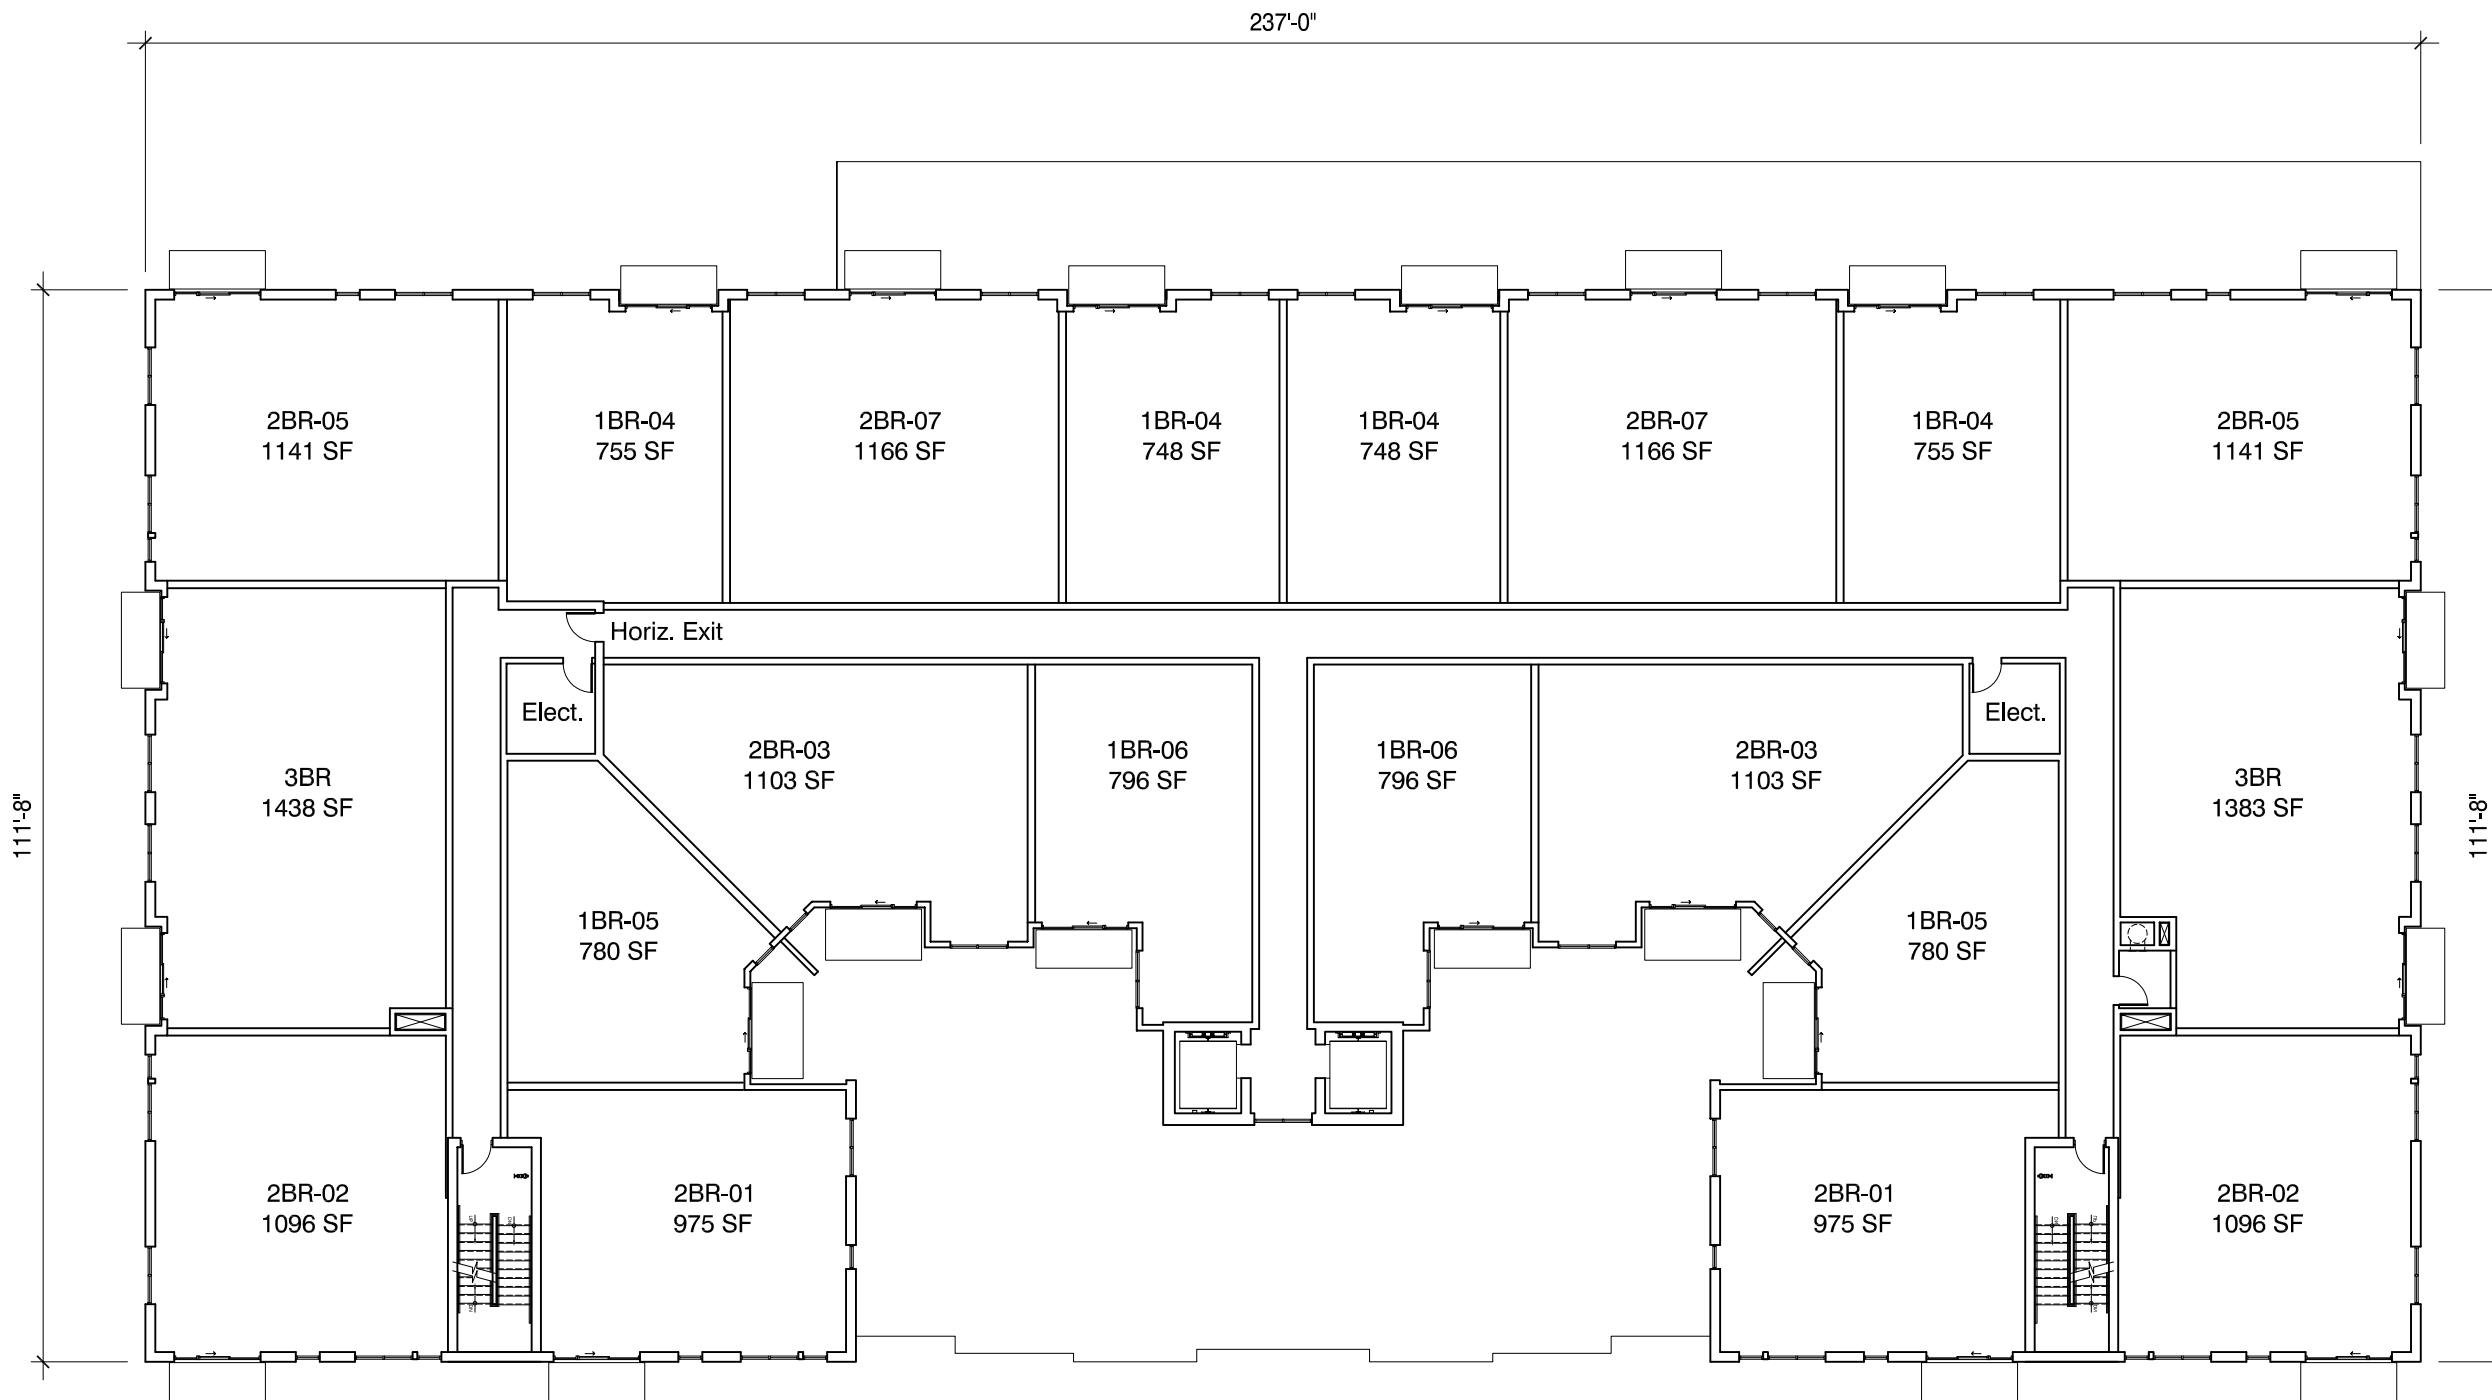 237'-0"
2BR-05
1141 SF
1BR-04
755 SF
2BR-07
1166 SF
1BR-04
748 SF
1BR-04
748 SF
2BR-07
1166 SF
1BR-04
755 SF
2BR-05
1141 SF
Horiz. Exit
Elect.
Elect.
2BR-03
1103 SF
1BR-06
796 SF
1BR-06
796 SF
2BR-03
1103 SF
3BR
1438 SF
3BR
1383 SF
111'-8"
111'-8"
1BR-05
780 SF
1BR-05
780 SF
2BR-02
1096 SF
2BR-01
975 SF
2BR-01
975 SF
2BR-02
1096 SF